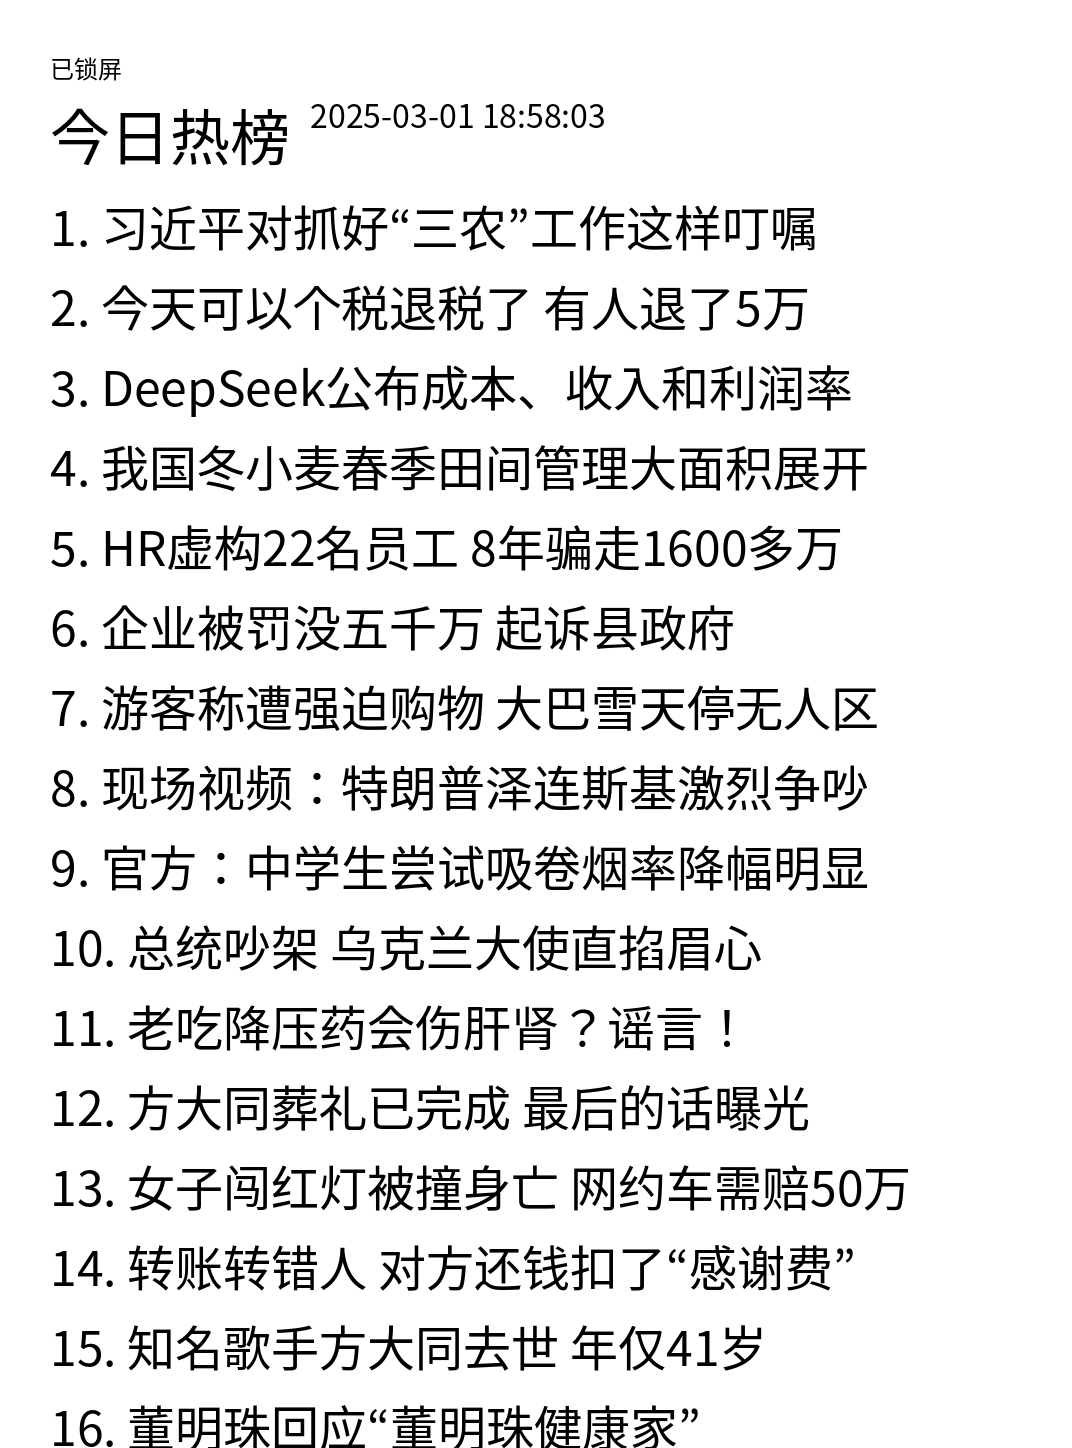 已锁屏
今日热榜 2025-03-01 18:58:03
1. 习近平对抓好“三农”工作这样叮嘱
2. 今天可以个税退税了 有人退了5万
3. DeepSeek公布成本、收入和利润率
4. 我国冬小麦春季田间管理大面积展开
5. HR虚构22名员工 8年骗走1600多万
6. 企业被罚没五千万 起诉县政府
7. 游客称遭强迫购物 大巴雪天停无人区
8. 现场视频：特朗普泽连斯基激烈争吵
9. 官方：中学生尝试吸卷烟率降幅明显
10. 总统吵架 乌克兰大使直掐眉心
11. 老吃降压药会伤肝肾？谣言！
12. 方大同葬礼已完成 最后的话曝光
13. 女子闯红灯被撞身亡 网约车需赔50万
14. 转账转错人 对方还钱扣了“感谢费”
15. 知名歌手方大同去世 年仅41岁
16. 董明珠回应“董明珠健康家”